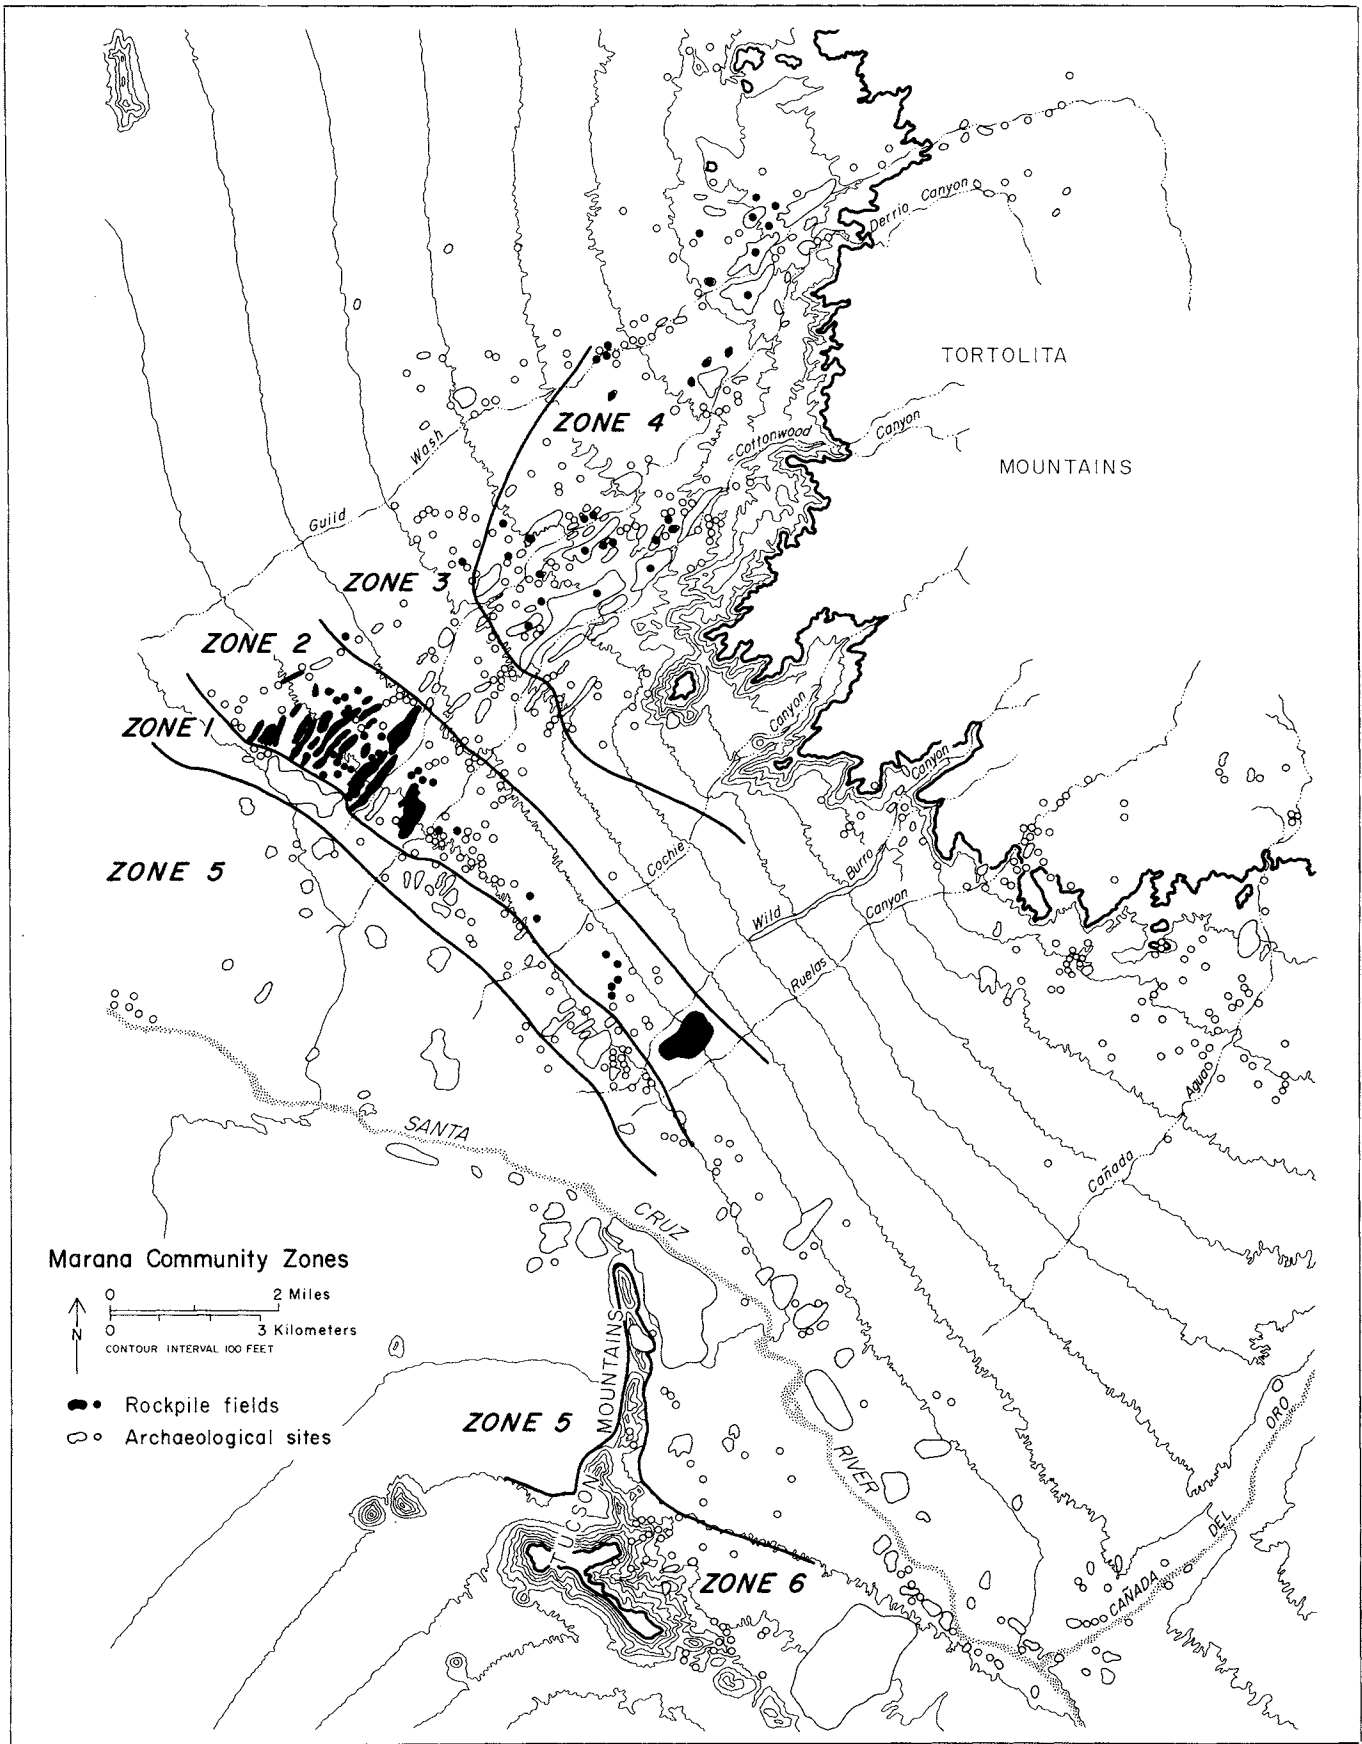 Derrio Canyon
TORTOLITA
MOUNTAINS
ZONE 4
Cottonwood Canyon
Wash
Guild
ZONE 3
ZONE 2
ZONE 1
Canyon
Canyon
Cochie
Burro
Wild
Canyon
Ruelas
ZONE 5
Agua
Cañada
SANTA
CRUZ
RIVER
Marana Community Zones
0 2 Miles
0 3 Kilometers
N
CONTOUR INTERVAL 100 FEET
Rockpile fields
Archaeological sites
ZONE 5
MOUNTAINS
TUCSON
ZONE 6
ORO
DEL
CAÑADA